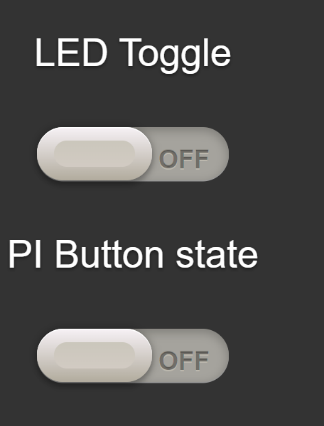 LED Toggle
OFF
PI Button state
OFF